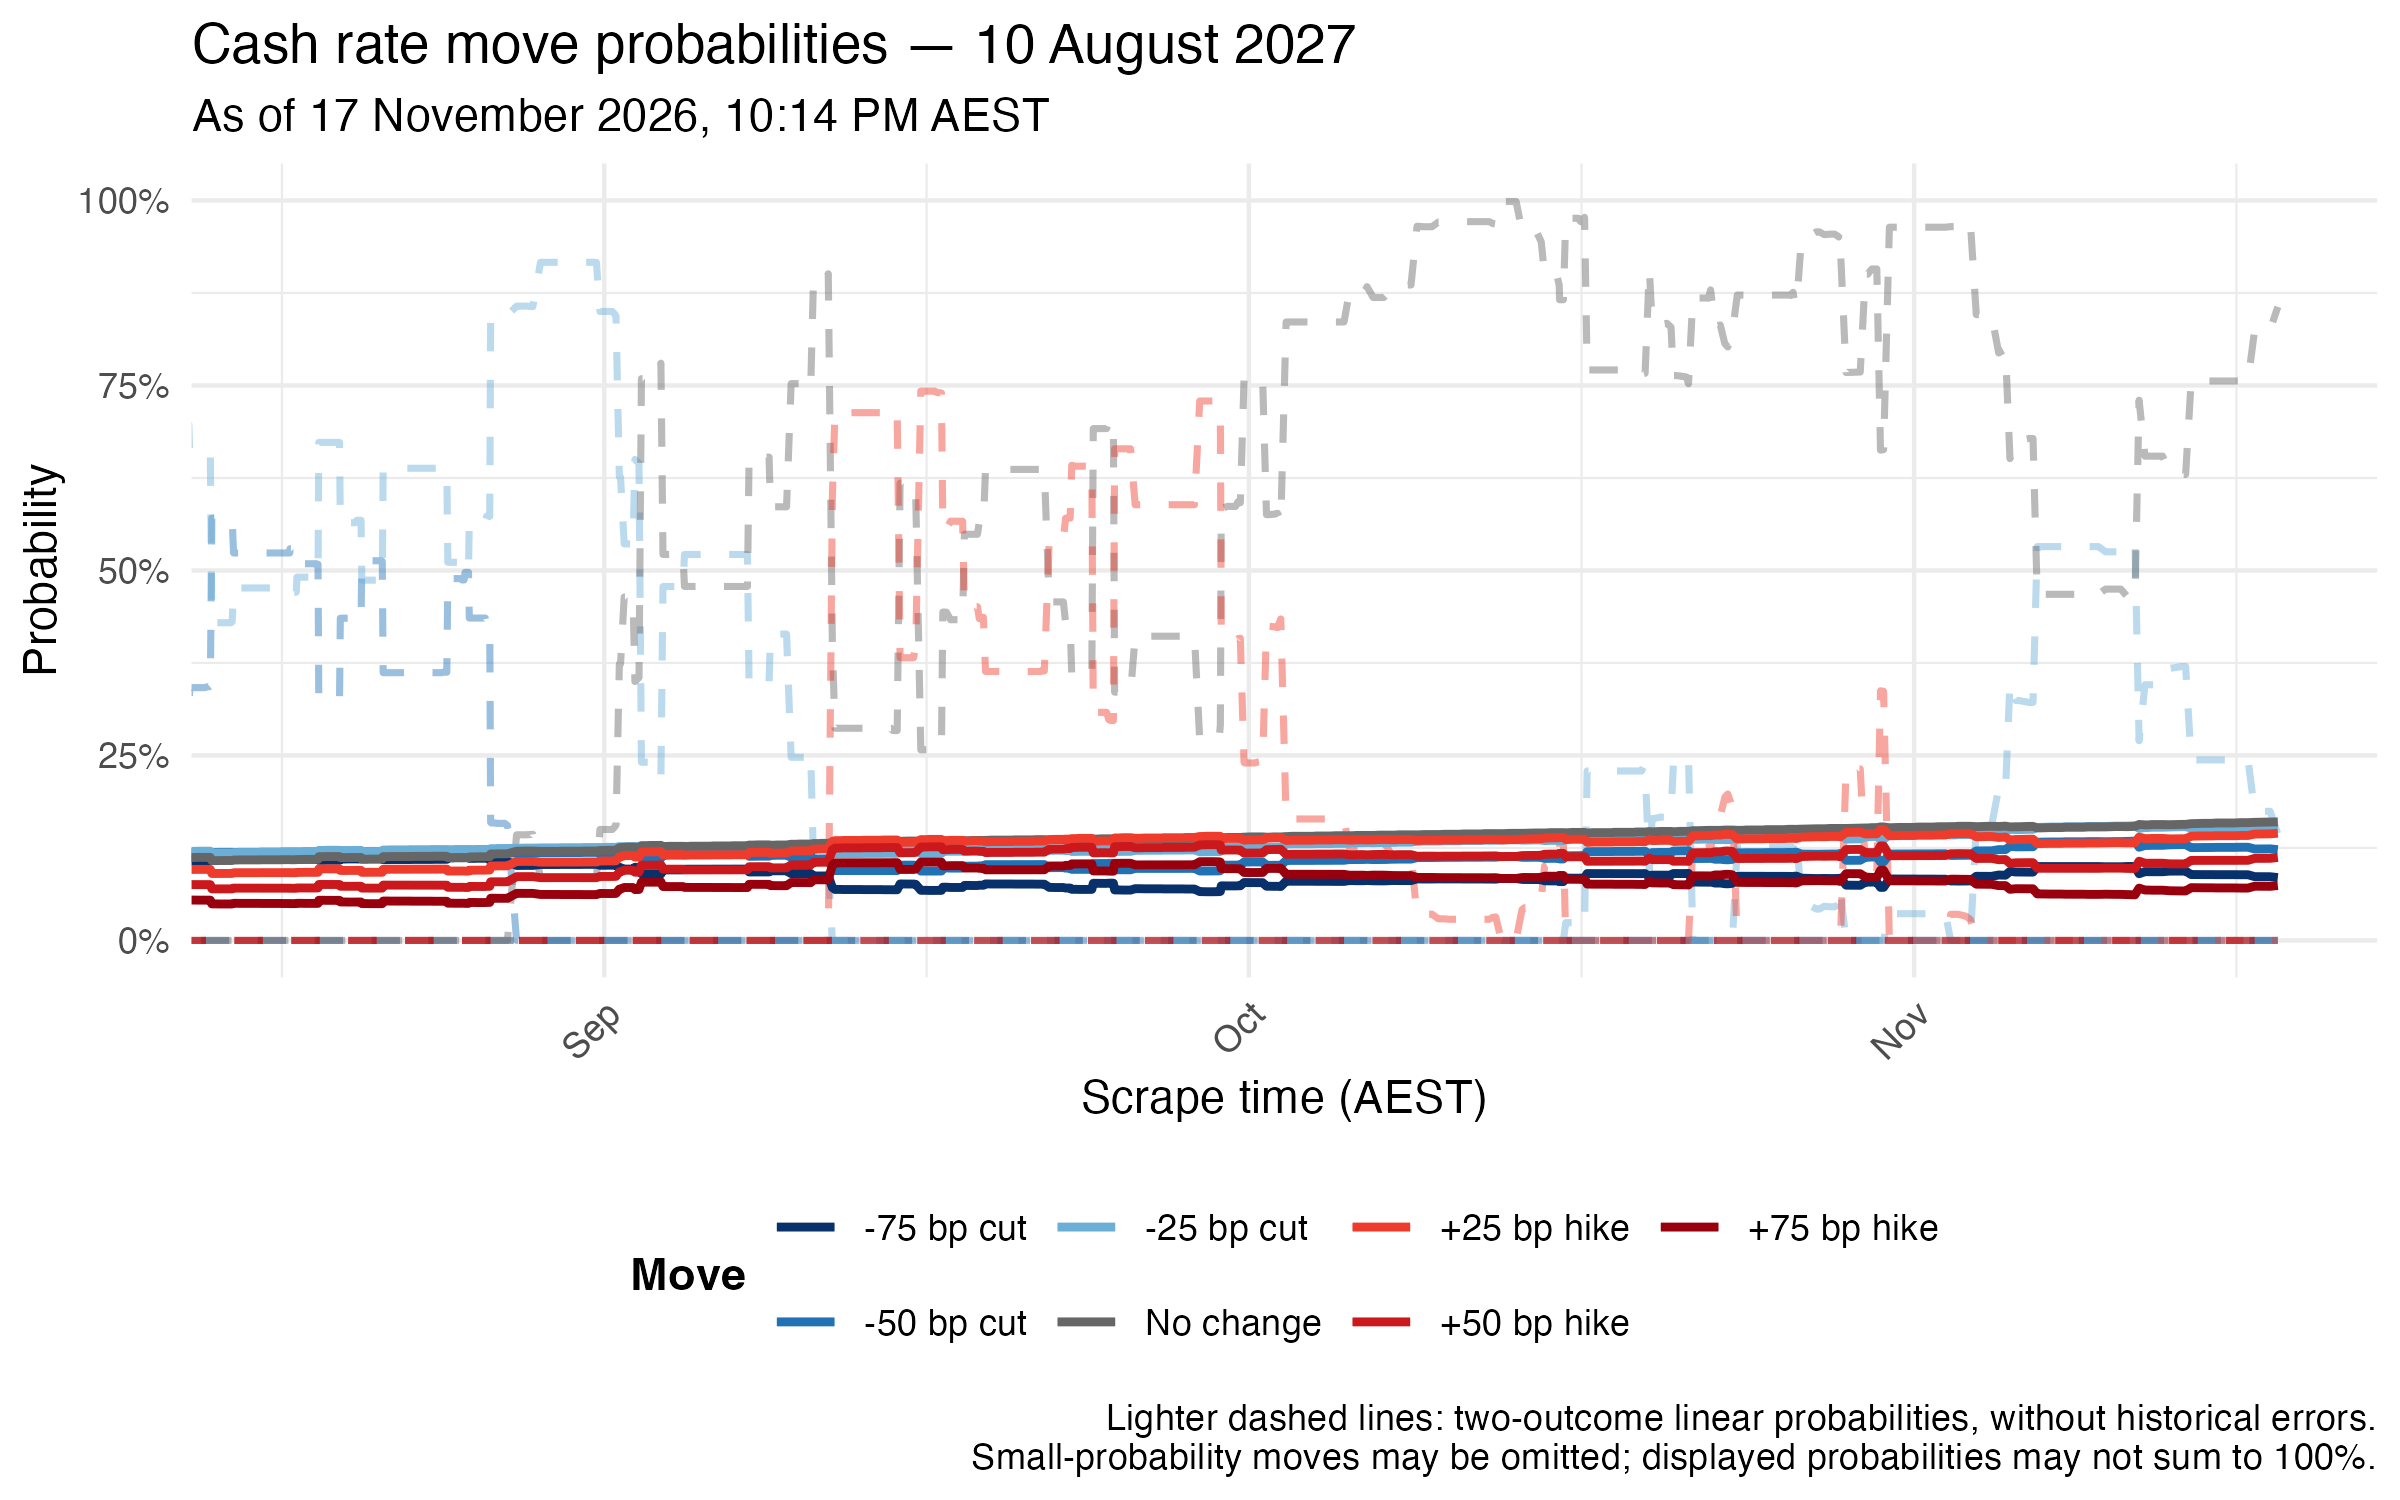 Cash rate move probabilities — 10 August 2027
As of 17 November 2026, 10:14 PM AEST
Probability
100%
75%
50%
25%
0%
Sep
Oct
Nov
Scrape time (AEST)
Move
-75 bp cut
-25 bp cut
+25 bp hike
+75 bp hike
-50 bp cut
No change
+50 bp hike
Lighter dashed lines: two-outcome linear probabilities, without historical errors.
Small-probability moves may be omitted; displayed probabilities may not sum to 100%.